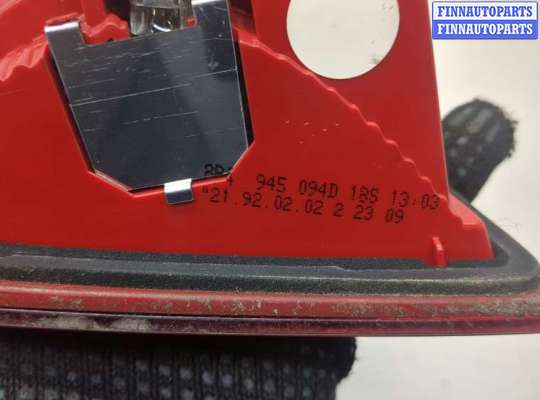 FINNAUTOPARTS
FINNAUTOPARTS
945 094D 18S 13:03
21.92.02.02 2 23 09